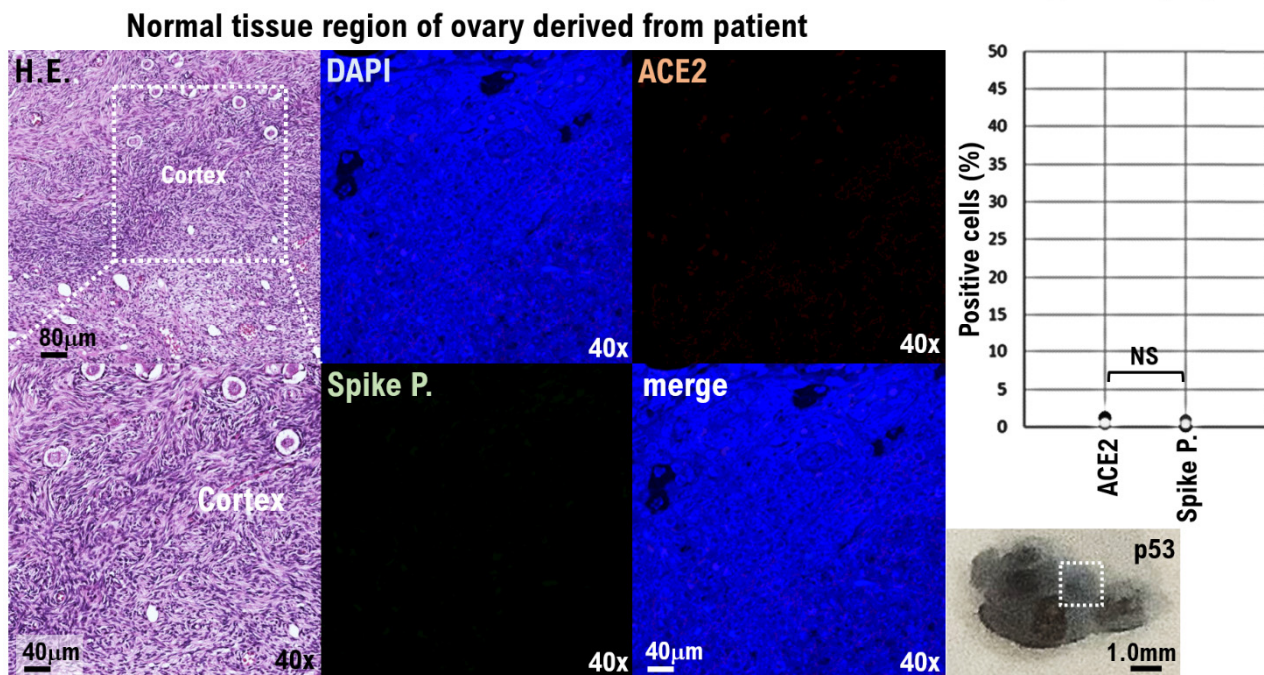 Normal tissue region of ovary derived from patient
H.E.
Cortex
80µm
DAPI
40x
ACE2
40x
Cortex
40µm
40x
Spike P.
40x
merge
40µm
40x
Positive cells (%)
50
45
40
35
30
25
20
15
10
5
0
NS
ACE2
Spike P.
p53
1.0mm